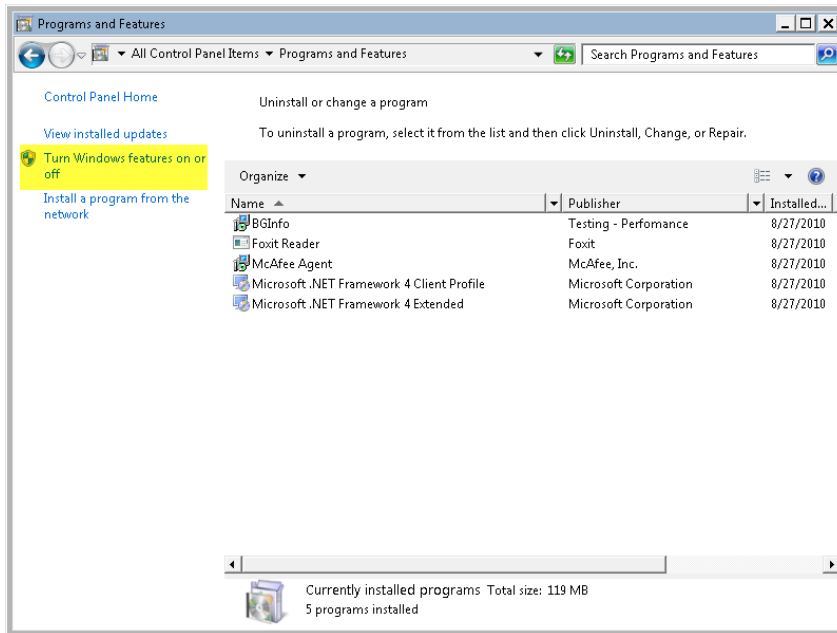 Programs and Features
All Control Panel Items Programs and Features
Search Programs and Features
Control Panel Home
View installed updates
Turn Windows features on or
off
Install a program from the
network
Uninstall or change a program
To uninstall a program, select it from the list and then click Uninstall, Change, or Repair.
Organize
Name Publisher Installed...
BGInfo Testing - Perfomance 8/27/2010
Foxit Reader Foxit 8/27/2010
McAfee Agent McAfee, Inc. 8/27/2010
Microsoft .NET Framework 4 Client Profile Microsoft Corporation 8/27/2010
Microsoft .NET Framework 4 Extended Microsoft Corporation 8/27/2010
Currently installed programs Total size: 119 MB
5 programs installed